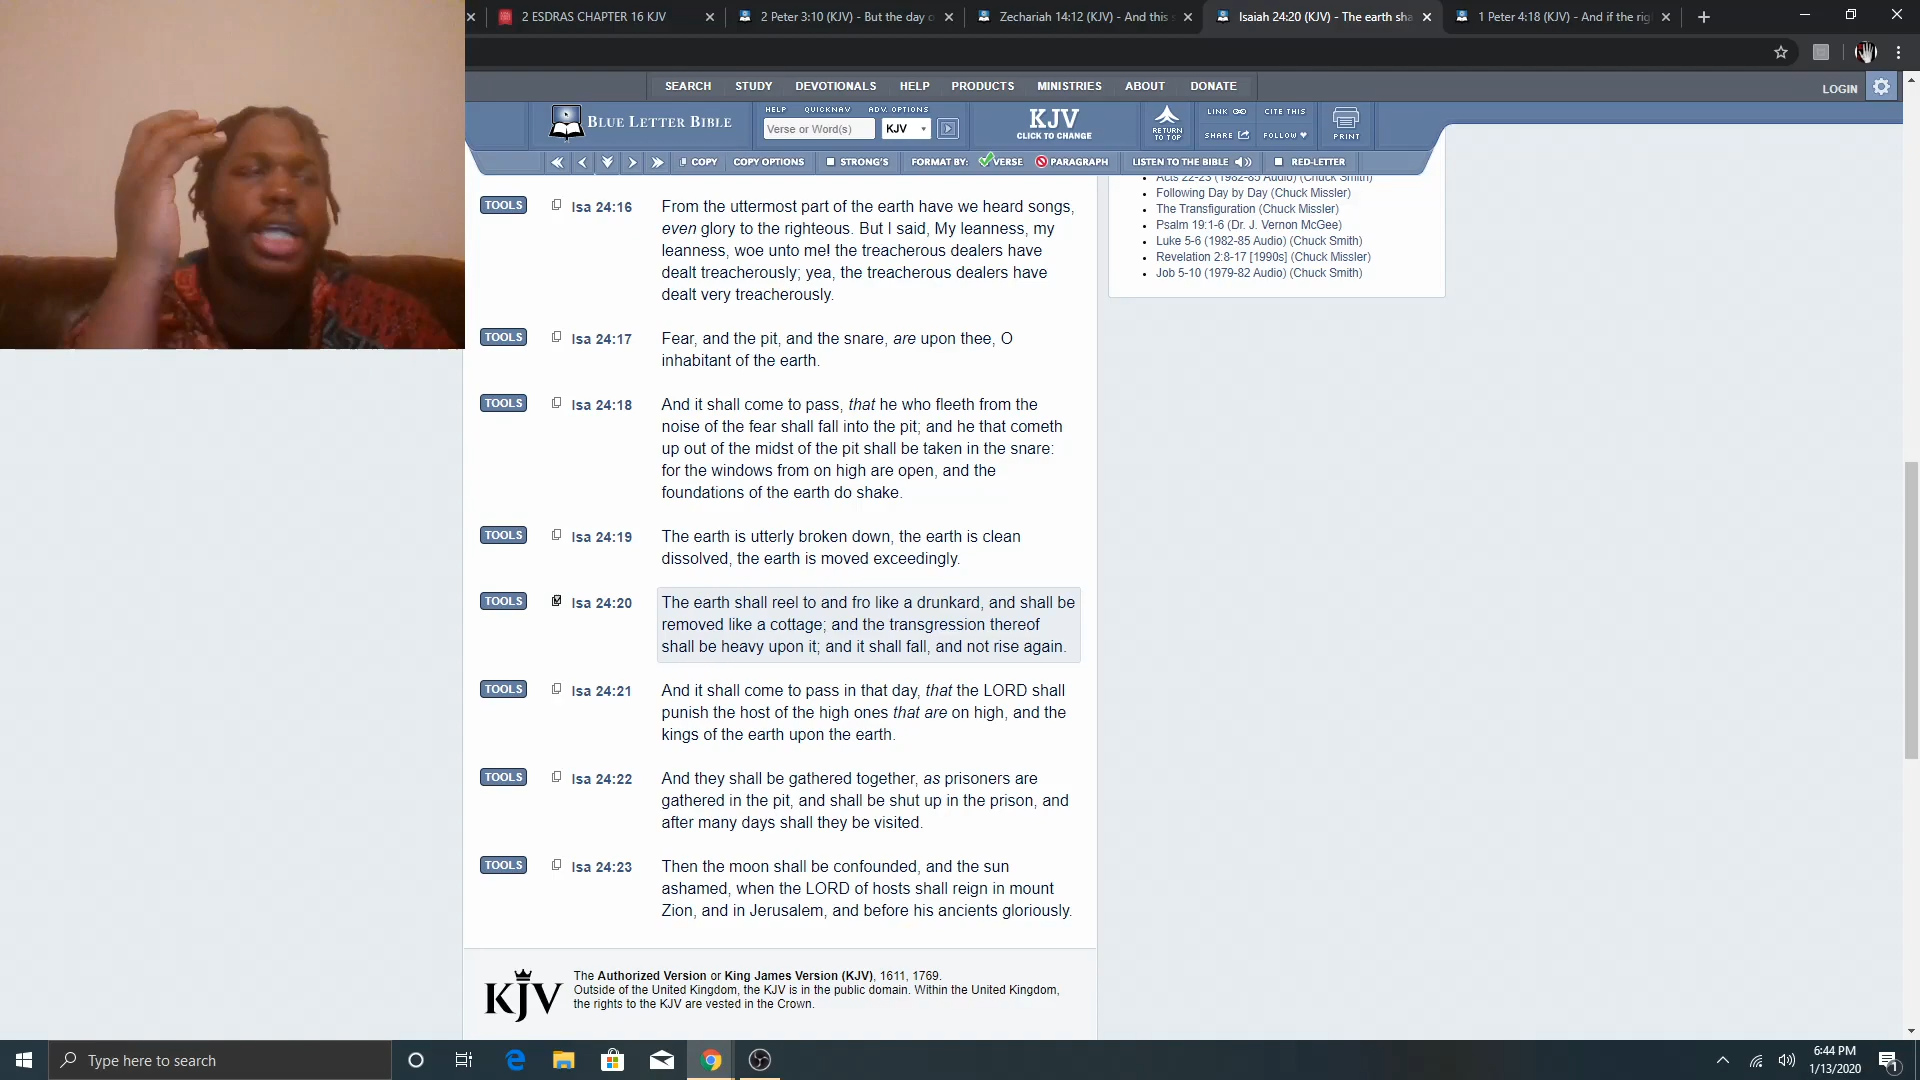 2 ESDRAS CHAPTER 16 KJV
2 Peter 3:10 (KJV) - But the day o
Zechariah 14:12 (KJV) - And this
Isaiah 24:20 (KJV) - The earth sha
1 Peter 4:18 (KJV) - And if the rig
SEARCH STUDY DEVOTIONALS HELP PRODUCTS MINISTRIES ABOUT DONATE
LOGIN
HELP QUICKNAV ADV. OPTIONS
BLUE LETTER BIBLE
Verse or Word(s) KJV
KJV
CLICK TO CHANGE
RETURN
TO TOP
LINK CITE THIS
SHARE FOLLOW
PRINT
COPY COPY OPTIONS STRONG'S FORMAT BY: VERSE PARAGRAPH LISTEN TO THE BIBLE RED-LETTER
Acts 22-23 (1982-85 Audio) (Chuck Smith)
Following Day by Day (Chuck Missler)
The Transfiguration (Chuck Missler)
Psalm 19:1-6 (Dr. J. Vernon McGee)
Luke 5-6 (1982-85 Audio) (Chuck Smith)
Revelation 2:8-17 [1990s] (Chuck Missler)
Job 5-10 (1979-82 Audio) (Chuck Smith)
TOOLS Isa 24:16 From the uttermost part of the earth have we heard songs,
even glory to the righteous. But I said, My leanness, my
leanness, woe unto me! the treacherous dealers have
dealt treacherously; yea, the treacherous dealers have
dealt very treacherously.
TOOLS Isa 24:17 Fear, and the pit, and the snare, are upon thee, O
inhabitant of the earth.
TOOLS Isa 24:18 And it shall come to pass, that he who fleeth from the
noise of the fear shall fall into the pit; and he that cometh
up out of the midst of the pit shall be taken in the snare:
for the windows from on high are open, and the
foundations of the earth do shake.
TOOLS Isa 24:19 The earth is utterly broken down, the earth is clean
dissolved, the earth is moved exceedingly.
TOOLS Isa 24:20 The earth shall reel to and fro like a drunkard, and shall be
removed like a cottage; and the transgression thereof
shall be heavy upon it; and it shall fall, and not rise again.
TOOLS Isa 24:21 And it shall come to pass in that day, that the LORD shall
punish the host of the high ones that are on high, and the
kings of the earth upon the earth.
TOOLS Isa 24:22 And they shall be gathered together, as prisoners are
gathered in the pit, and shall be shut up in the prison, and
after many days shall they be visited.
TOOLS Isa 24:23 Then the moon shall be confounded, and the sun
ashamed, when the LORD of hosts shall reign in mount
Zion, and in Jerusalem, and before his ancients gloriously.
KJV
The Authorized Version or King James Version (KJV), 1611, 1769.
Outside of the United Kingdom, the KJV is in the public domain. Within the United Kingdom,
the rights to the KJV are vested in the Crown.
Type here to search
6:44 PM
1/13/2020
1